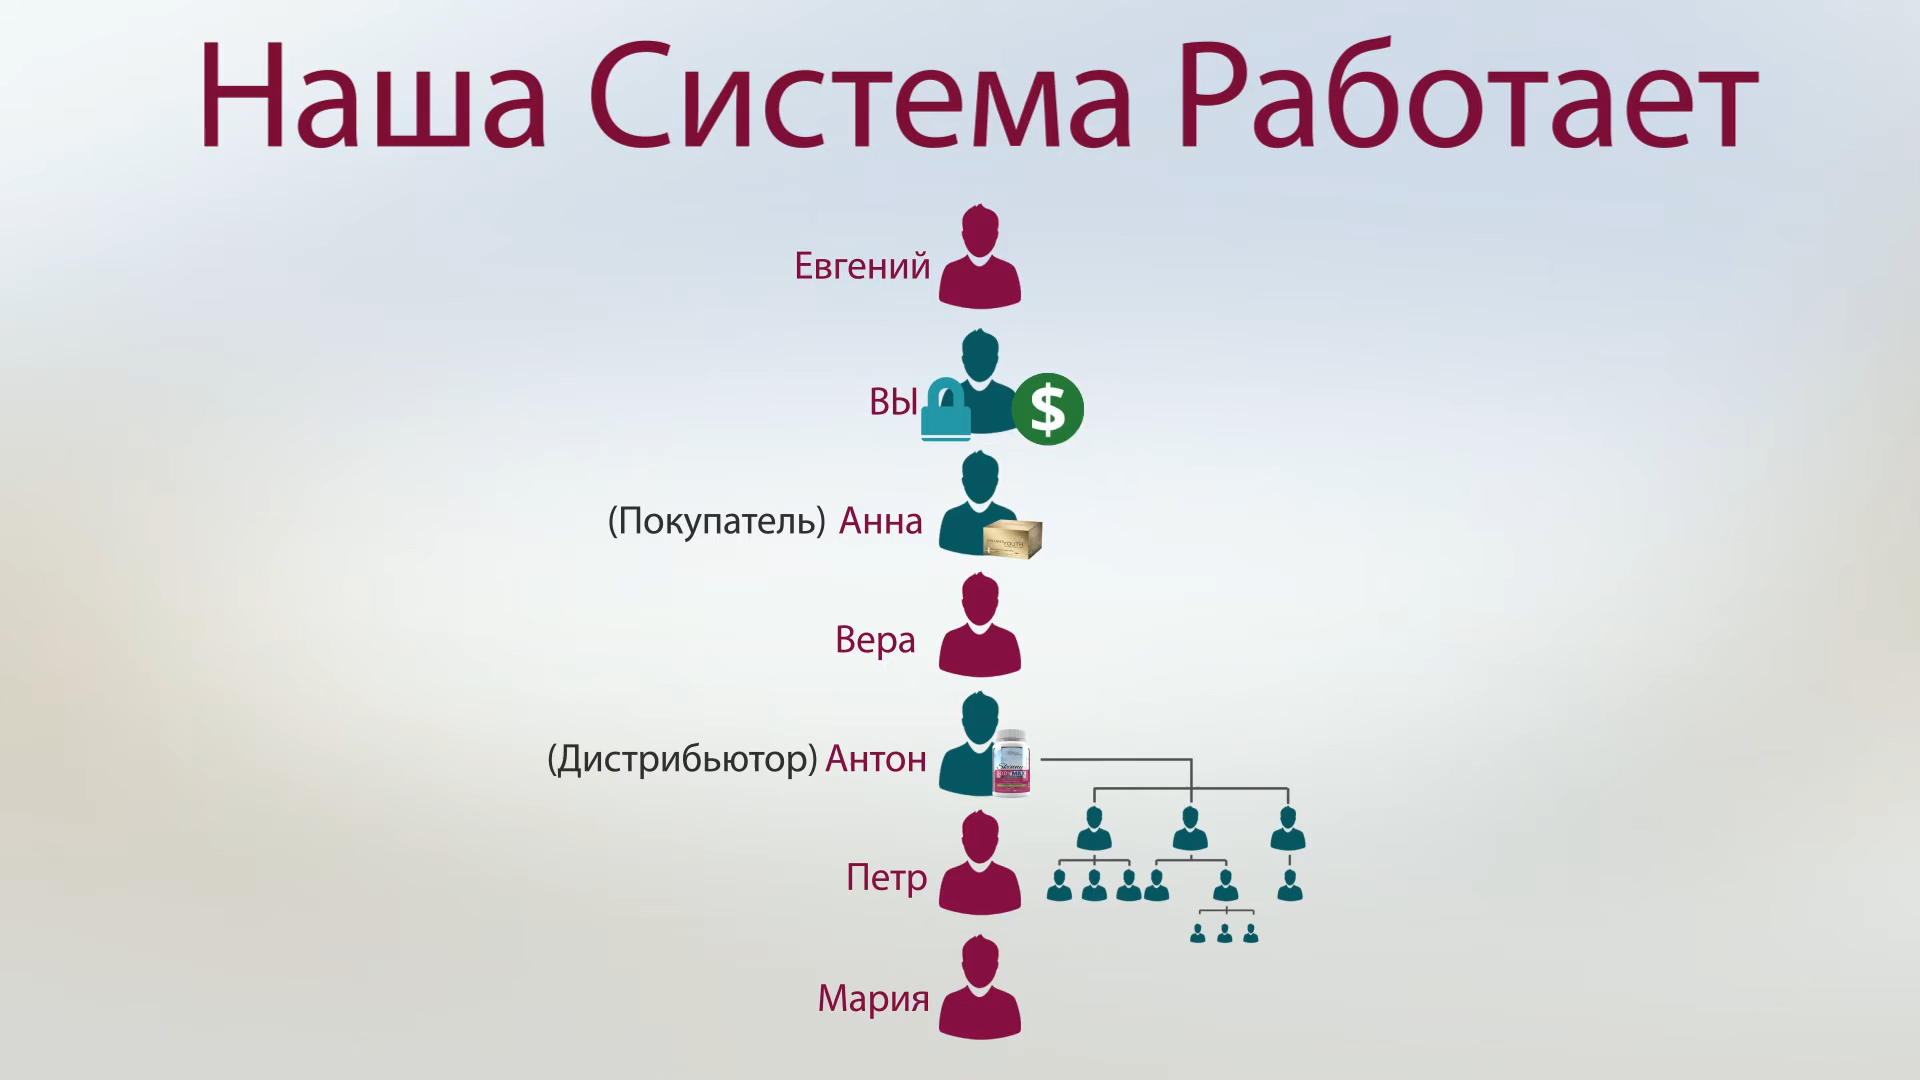 Наша Система Работает
Евгений
ВЫ
$
(Покупатель) Анна
Вера
(Дистрибьютор) Антон
Петр
Мария